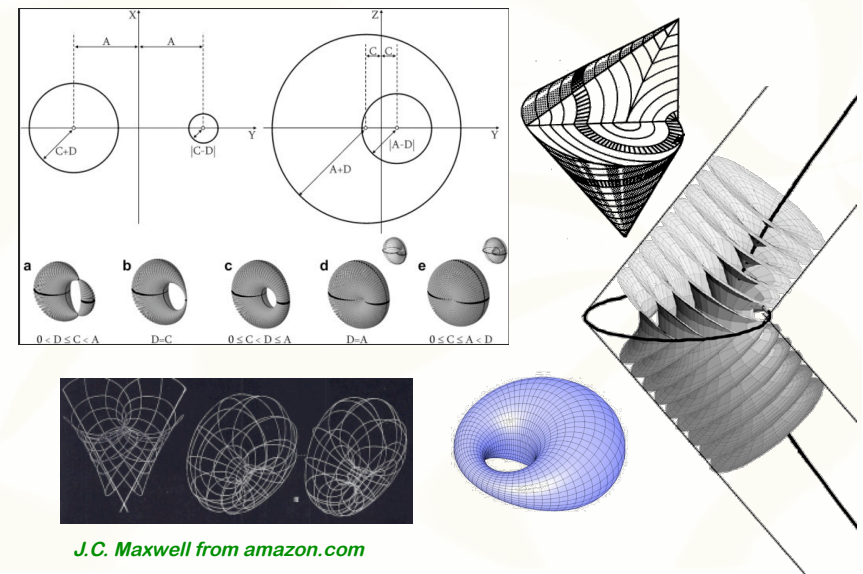 X
A A
C+D
|C-D|
Y
Z
C C
|A-D|
A+D
Y
a b c d e
0 < D ≤ C < A D=C 0 ≤ C < D ≤ A D=A 0 ≤ C ≤ A < D
J.C. Maxwell from amazon.com